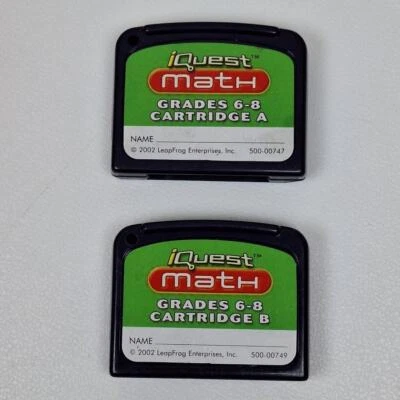 iQuest™
math
GRADES 6-8
CARTRIDGE A
NAME
© 2002 LeapFrog Enterprises, Inc. 500-00747
iQuest™
math
GRADES 6-8
CARTRIDGE B
NAME
© 2002 LeapFrog Enterprises, Inc. 500-00749